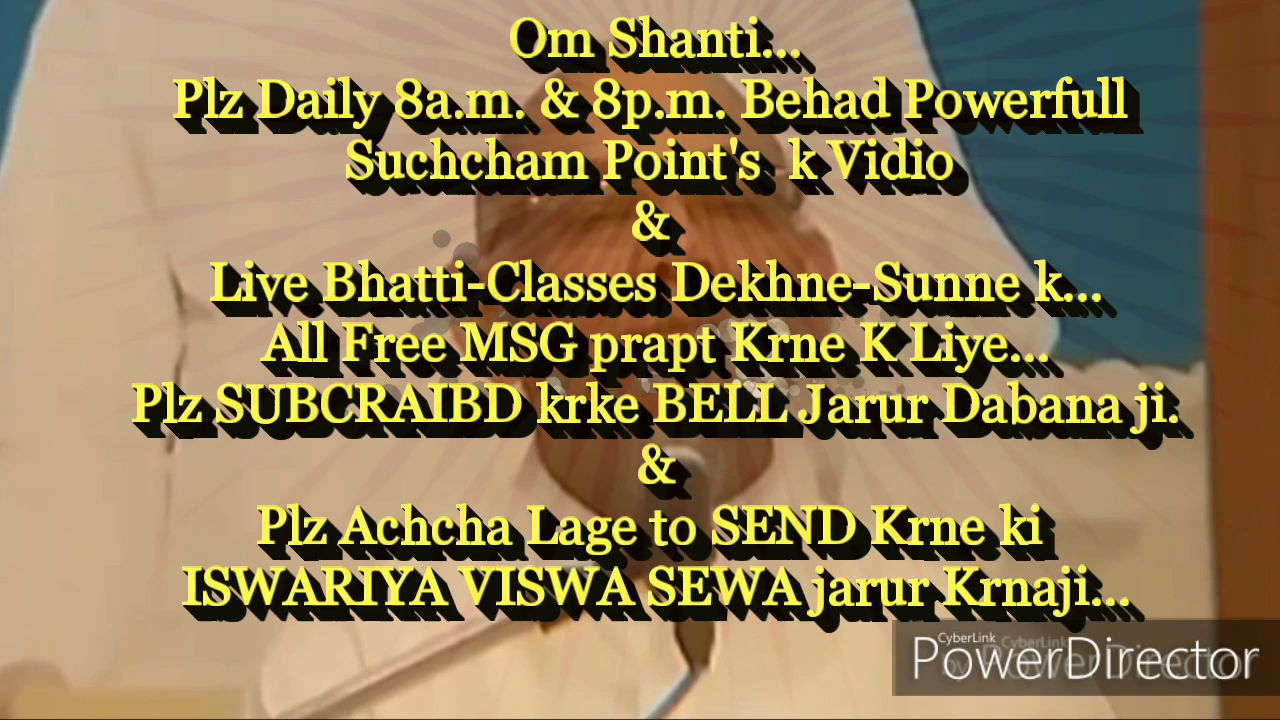 Om Shanti...
Plz Daily 8a.m. & 8p.m. Behad Powerfull
Suchcham Point's k Vidio
&
Live Bhatti-Classes Dekhne-Sunne k...
All Free MSG prapt Krne K Liye...
Plz SUBCRAIBD krke BELL Jarur Dabana ji.
&
Plz Achcha Lage to SEND Krne ki
ISWARIYA VISWA SEWA jarur Krnaji...
CyberLink
PowerDirector